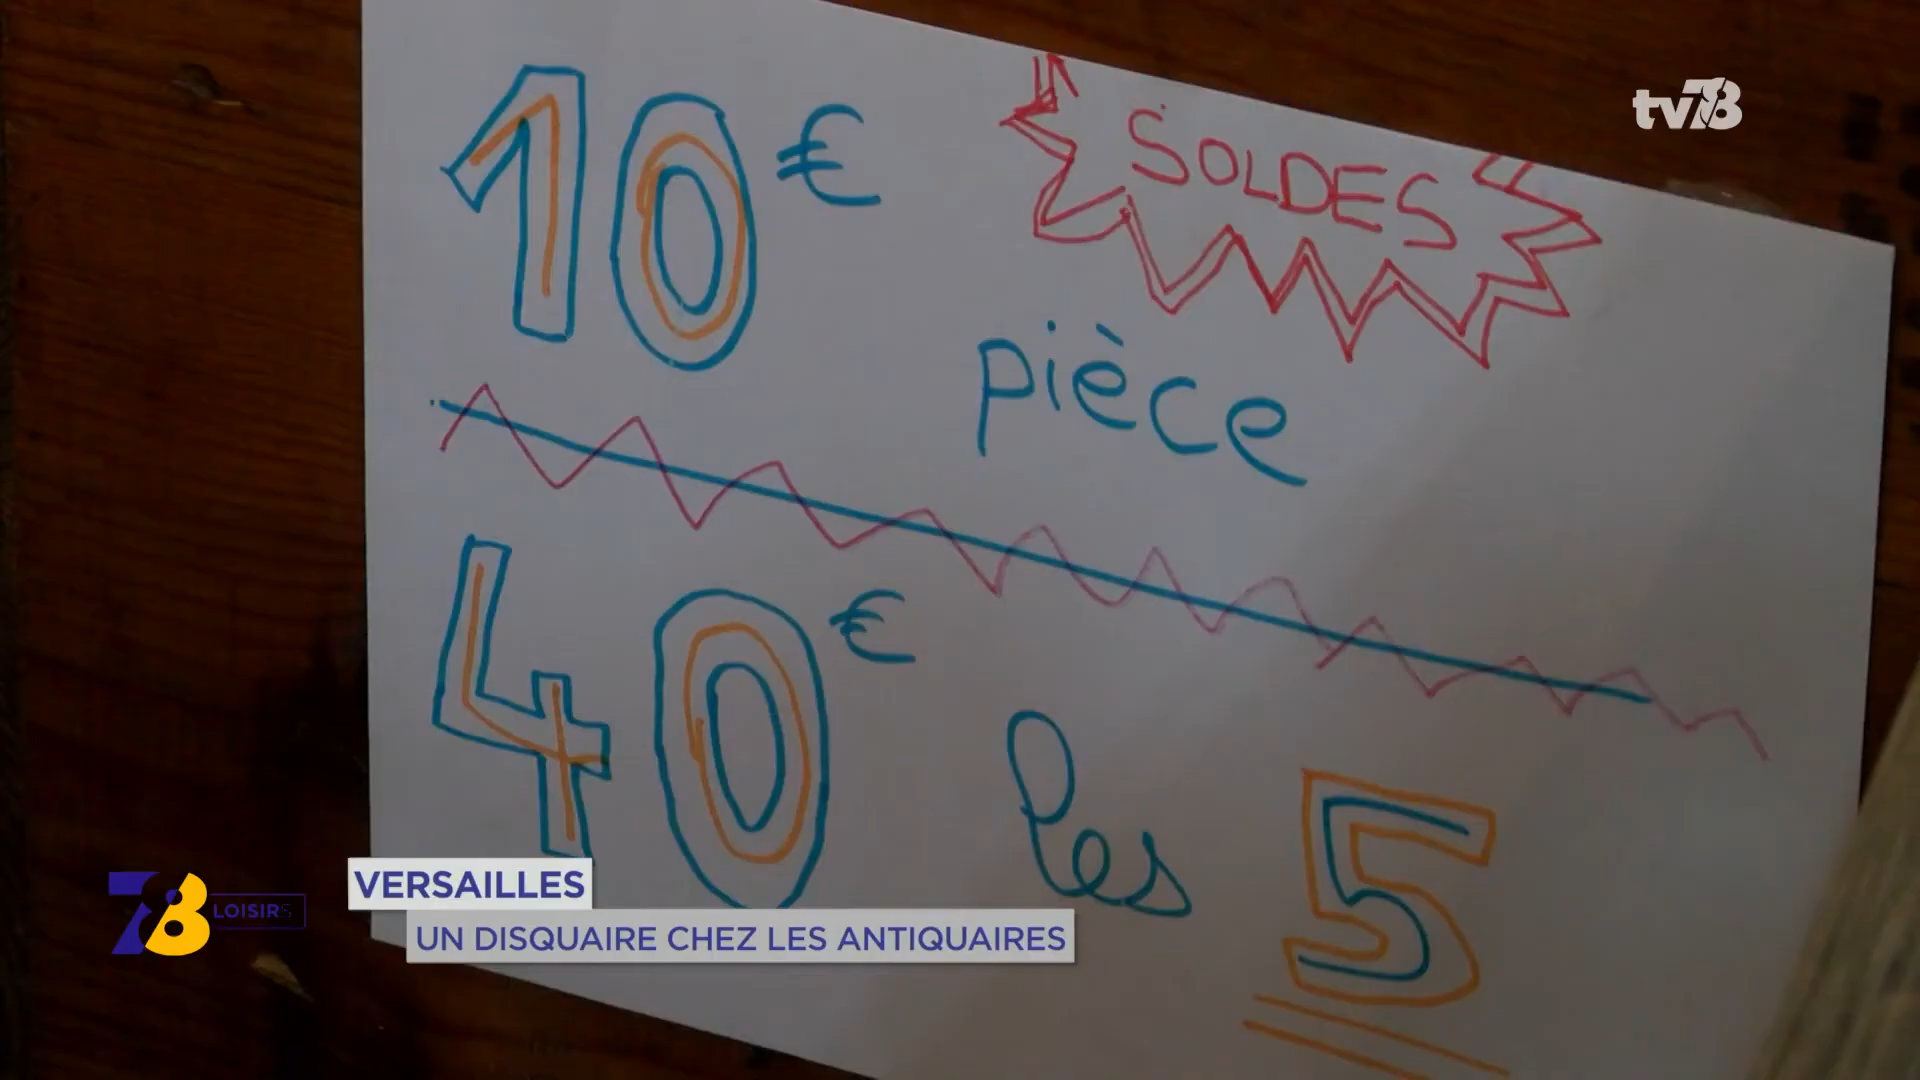 tv78
10€
SOLDES
pièce
40€
les 5
VERSAILLES
78 LOISIRS
UN DISQUAIRE CHEZ LES ANTIQUAIRES